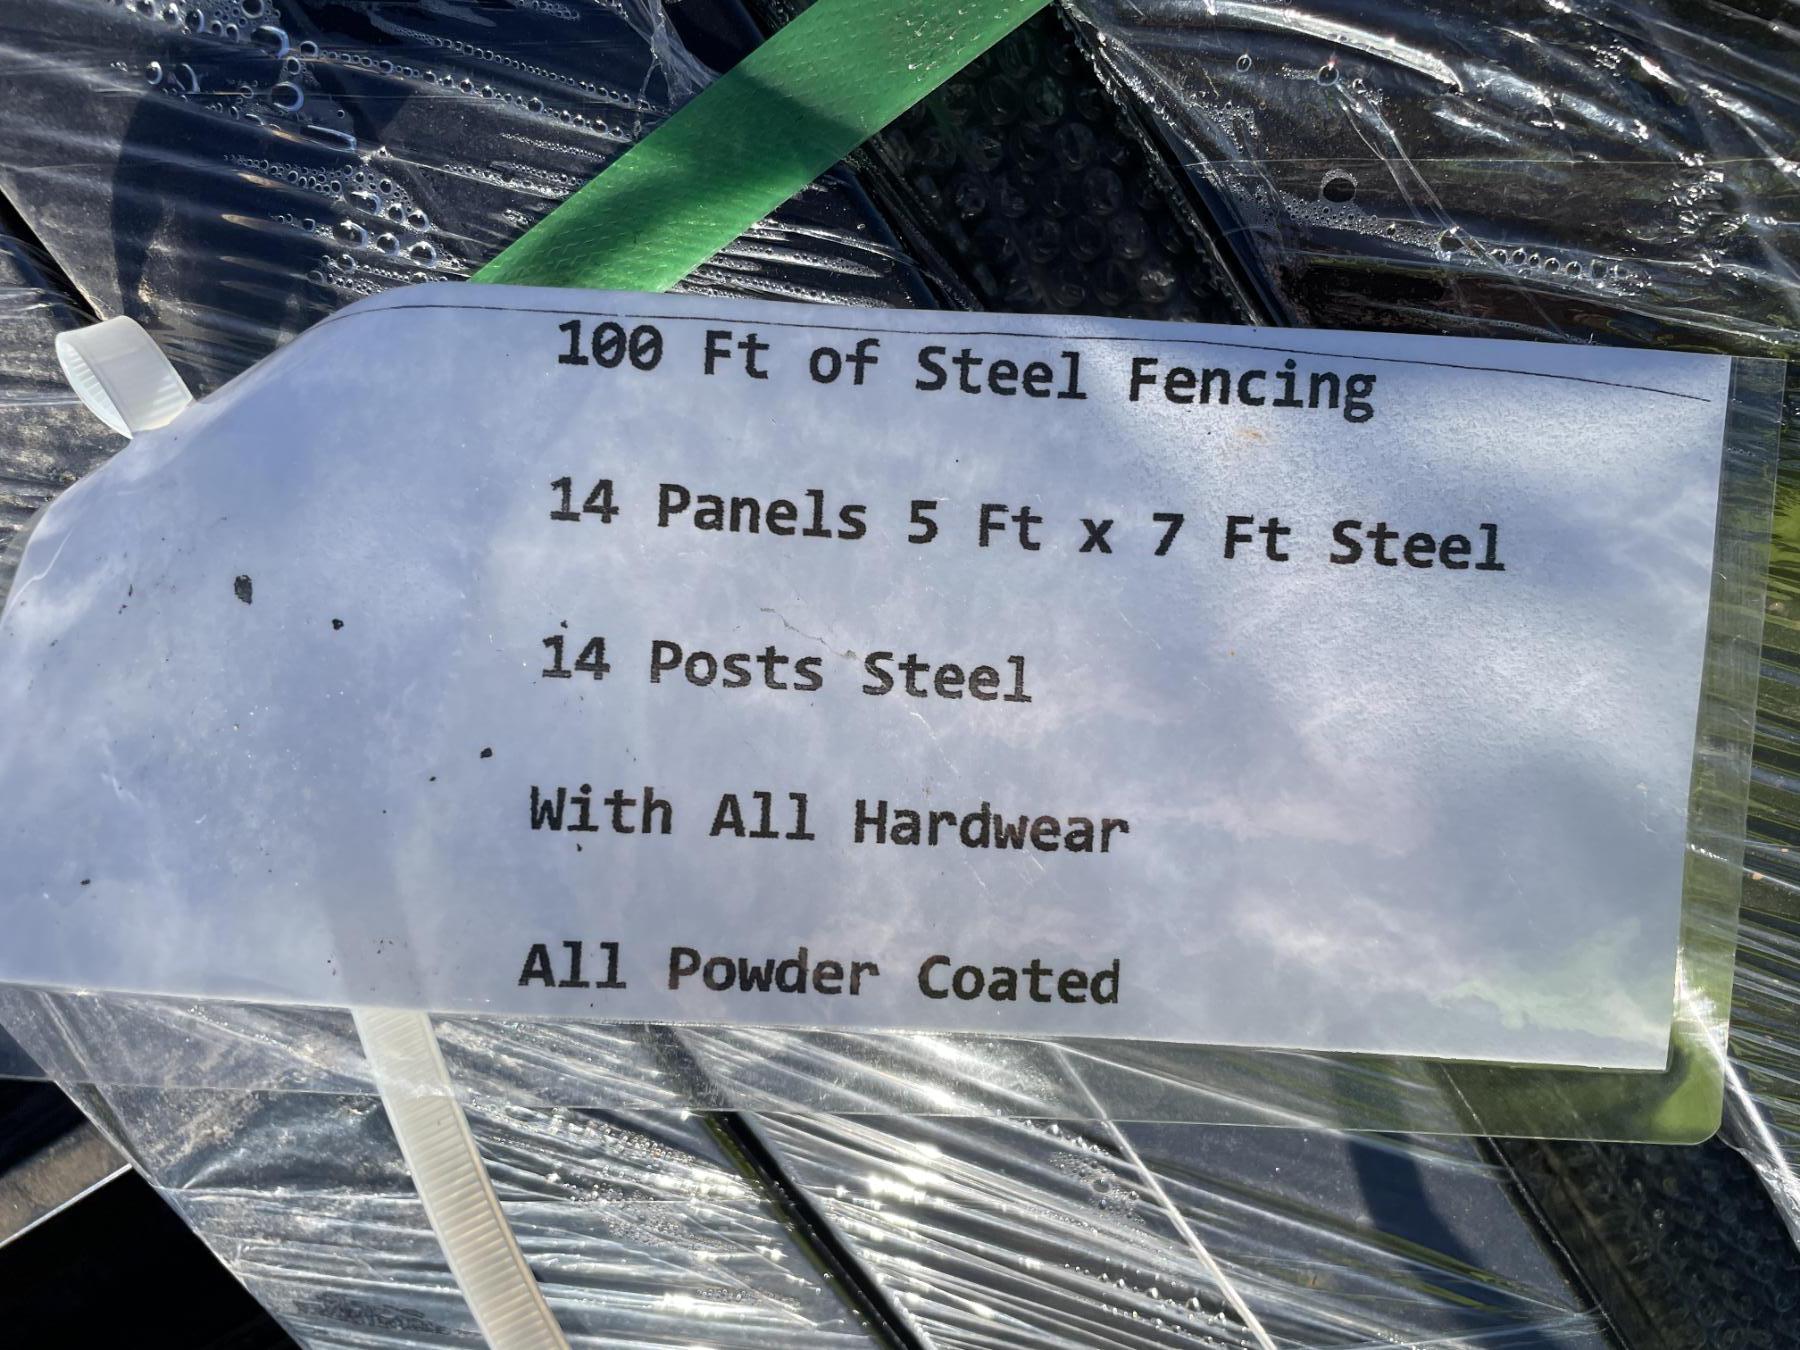 100 Ft of Steel Fencing
14 Panels 5 Ft x 7 Ft Steel
14 Posts Steel
With All Hardwear
All Powder Coated